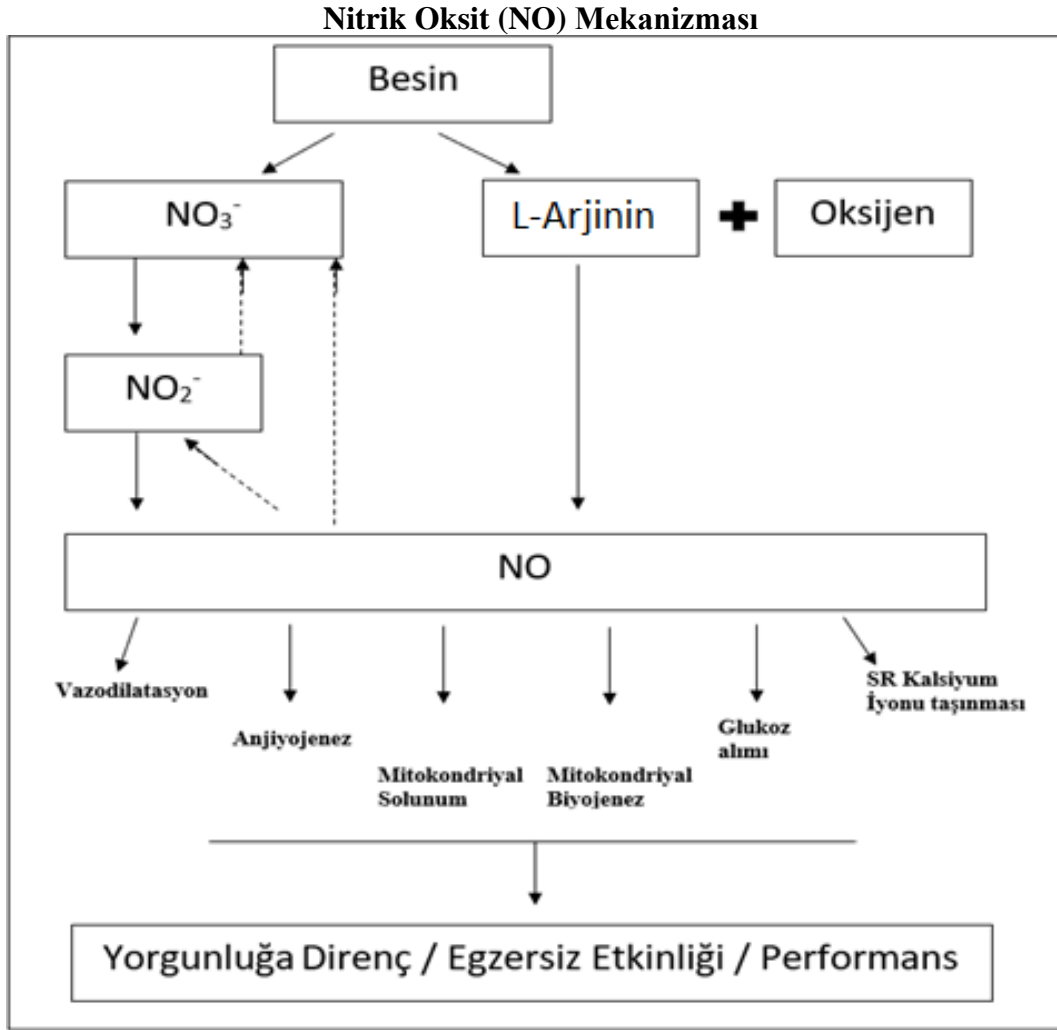 Nitrik Oksit (NO) Mekanizması
Besin
NO₃⁻
L-Arjinin ✚ Oksijen
NO₂⁻
NO
Vazodilatasyon
Anjiyojenez
Mitokondriyal
Solunum
Mitokondriyal
Biyojenez
Glukoz
alımı
SR Kalsiyum
İyonu taşınması
Yorgunluğa Direnç / Egzersiz Etkinliği / Performans